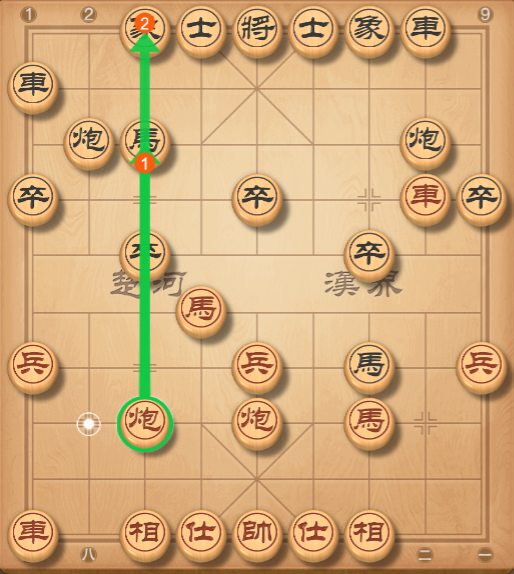 1 2 9
2
象 士 將 士 象 車
車
炮 馬 炮
1
卒 卒 車 卒
卒 卒
楚河 漢界
馬
兵 兵 馬 兵
炮 炮 馬
車 相 仕 帥 仕 相
八 二 一